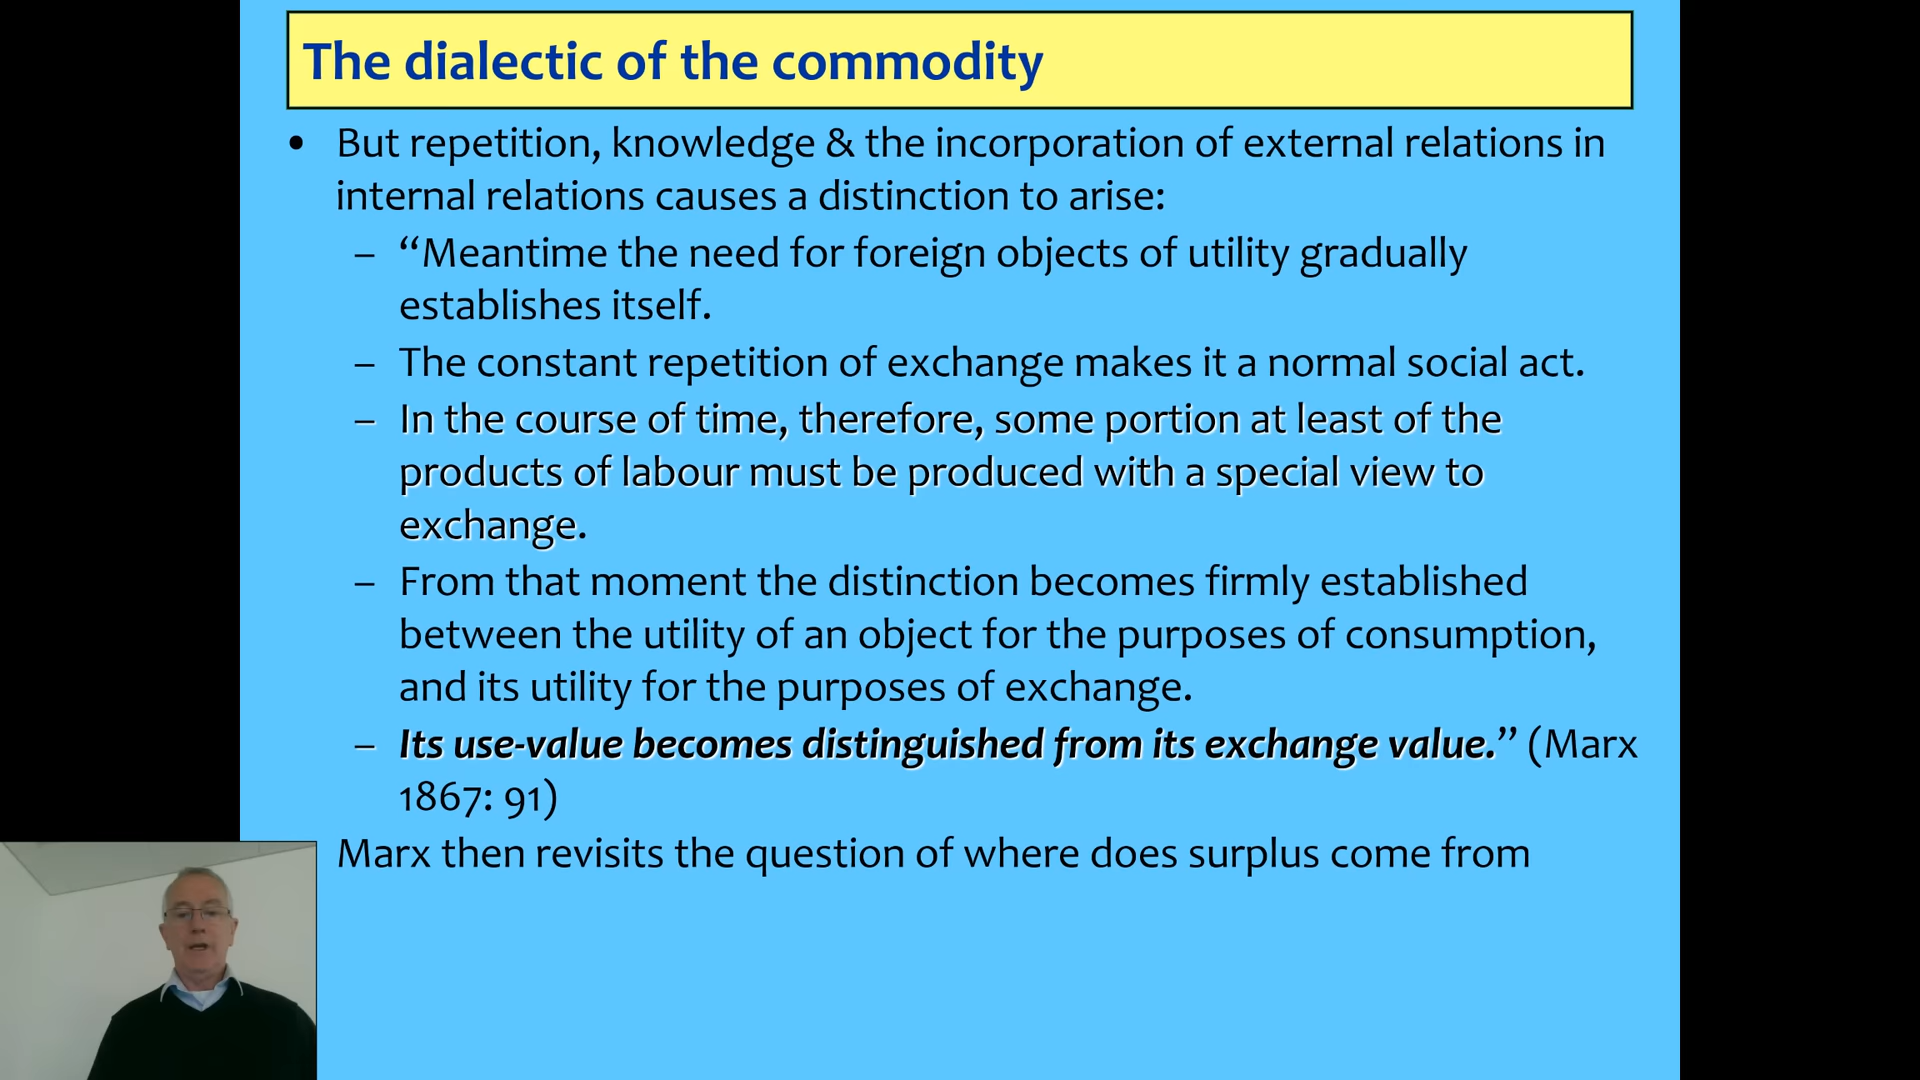 The dialectic of the commodity
• But repetition, knowledge & the incorporation of external relations in
internal relations causes a distinction to arise:
– “Meantime the need for foreign objects of utility gradually
establishes itself.
– The constant repetition of exchange makes it a normal social act.
– In the course of time, therefore, some portion at least of the
products of labour must be produced with a special view to
exchange.
– From that moment the distinction becomes firmly established
between the utility of an object for the purposes of consumption,
and its utility for the purposes of exchange.
– Its use-value becomes distinguished from its exchange value.” (Marx
1867: 91)
Marx then revisits the question of where does surplus come from